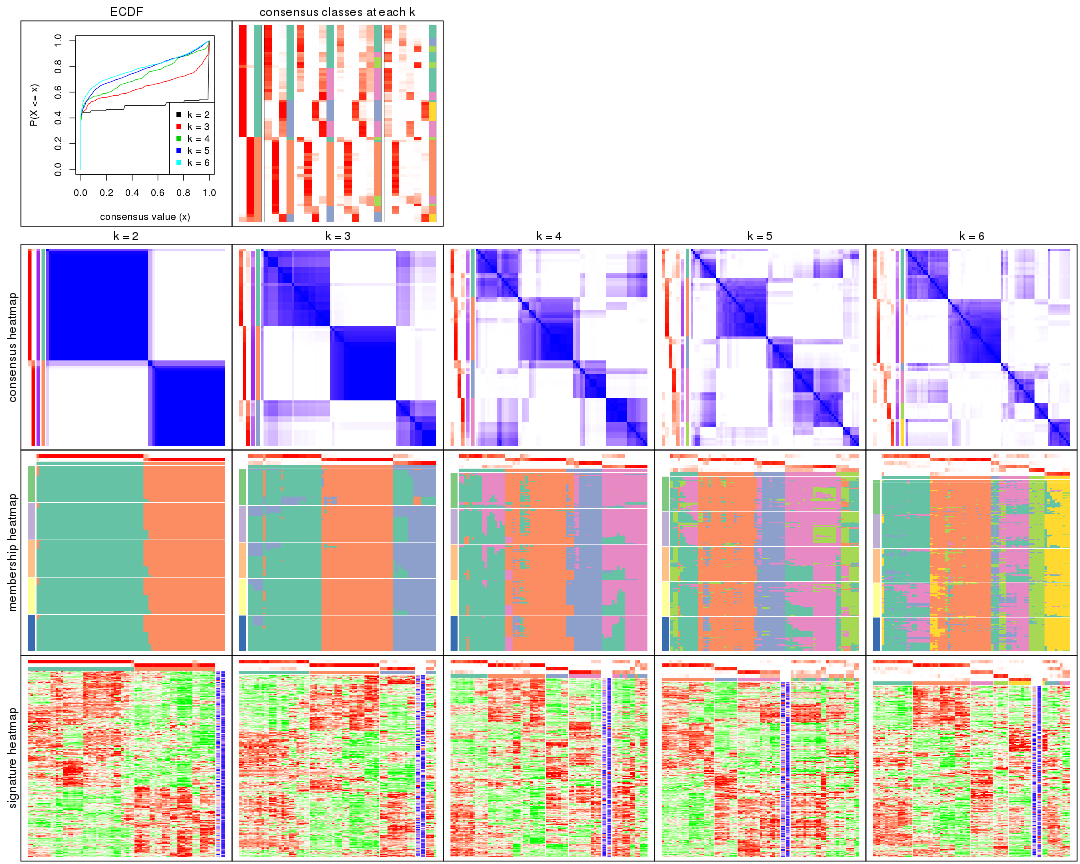 ECDF
consensus classes at each k
P(X <= x)
0.0 0.2 0.4 0.6 0.8 1.0
k = 2
k = 3
k = 4
k = 5
k = 6
0.0 0.2 0.4 0.6 0.8 1.0
consensus value (x)
k = 2 k = 3 k = 4 k = 5 k = 6
consensus heatmap
membership heatmap
signature heatmap